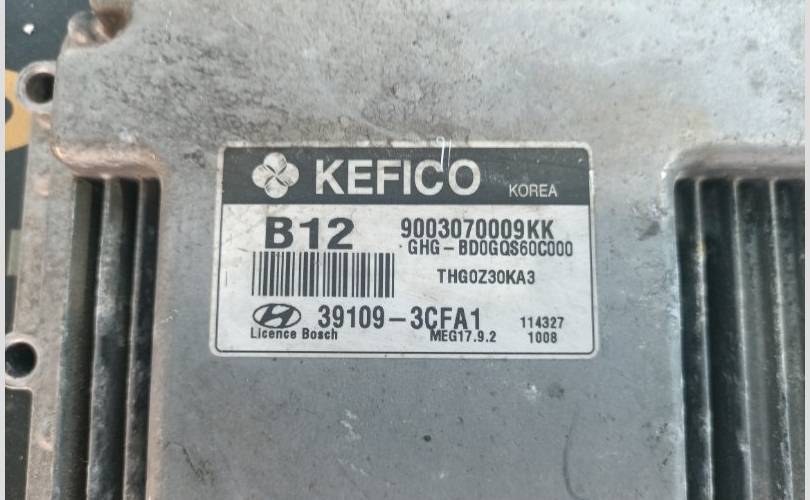 KEFICO KOREA
B12 9003070009KK
GHG-BD0GQS60C000
THG0Z30KA3
39109-3CFA1 114327
Licence Bosch MEG17.9.2 1008